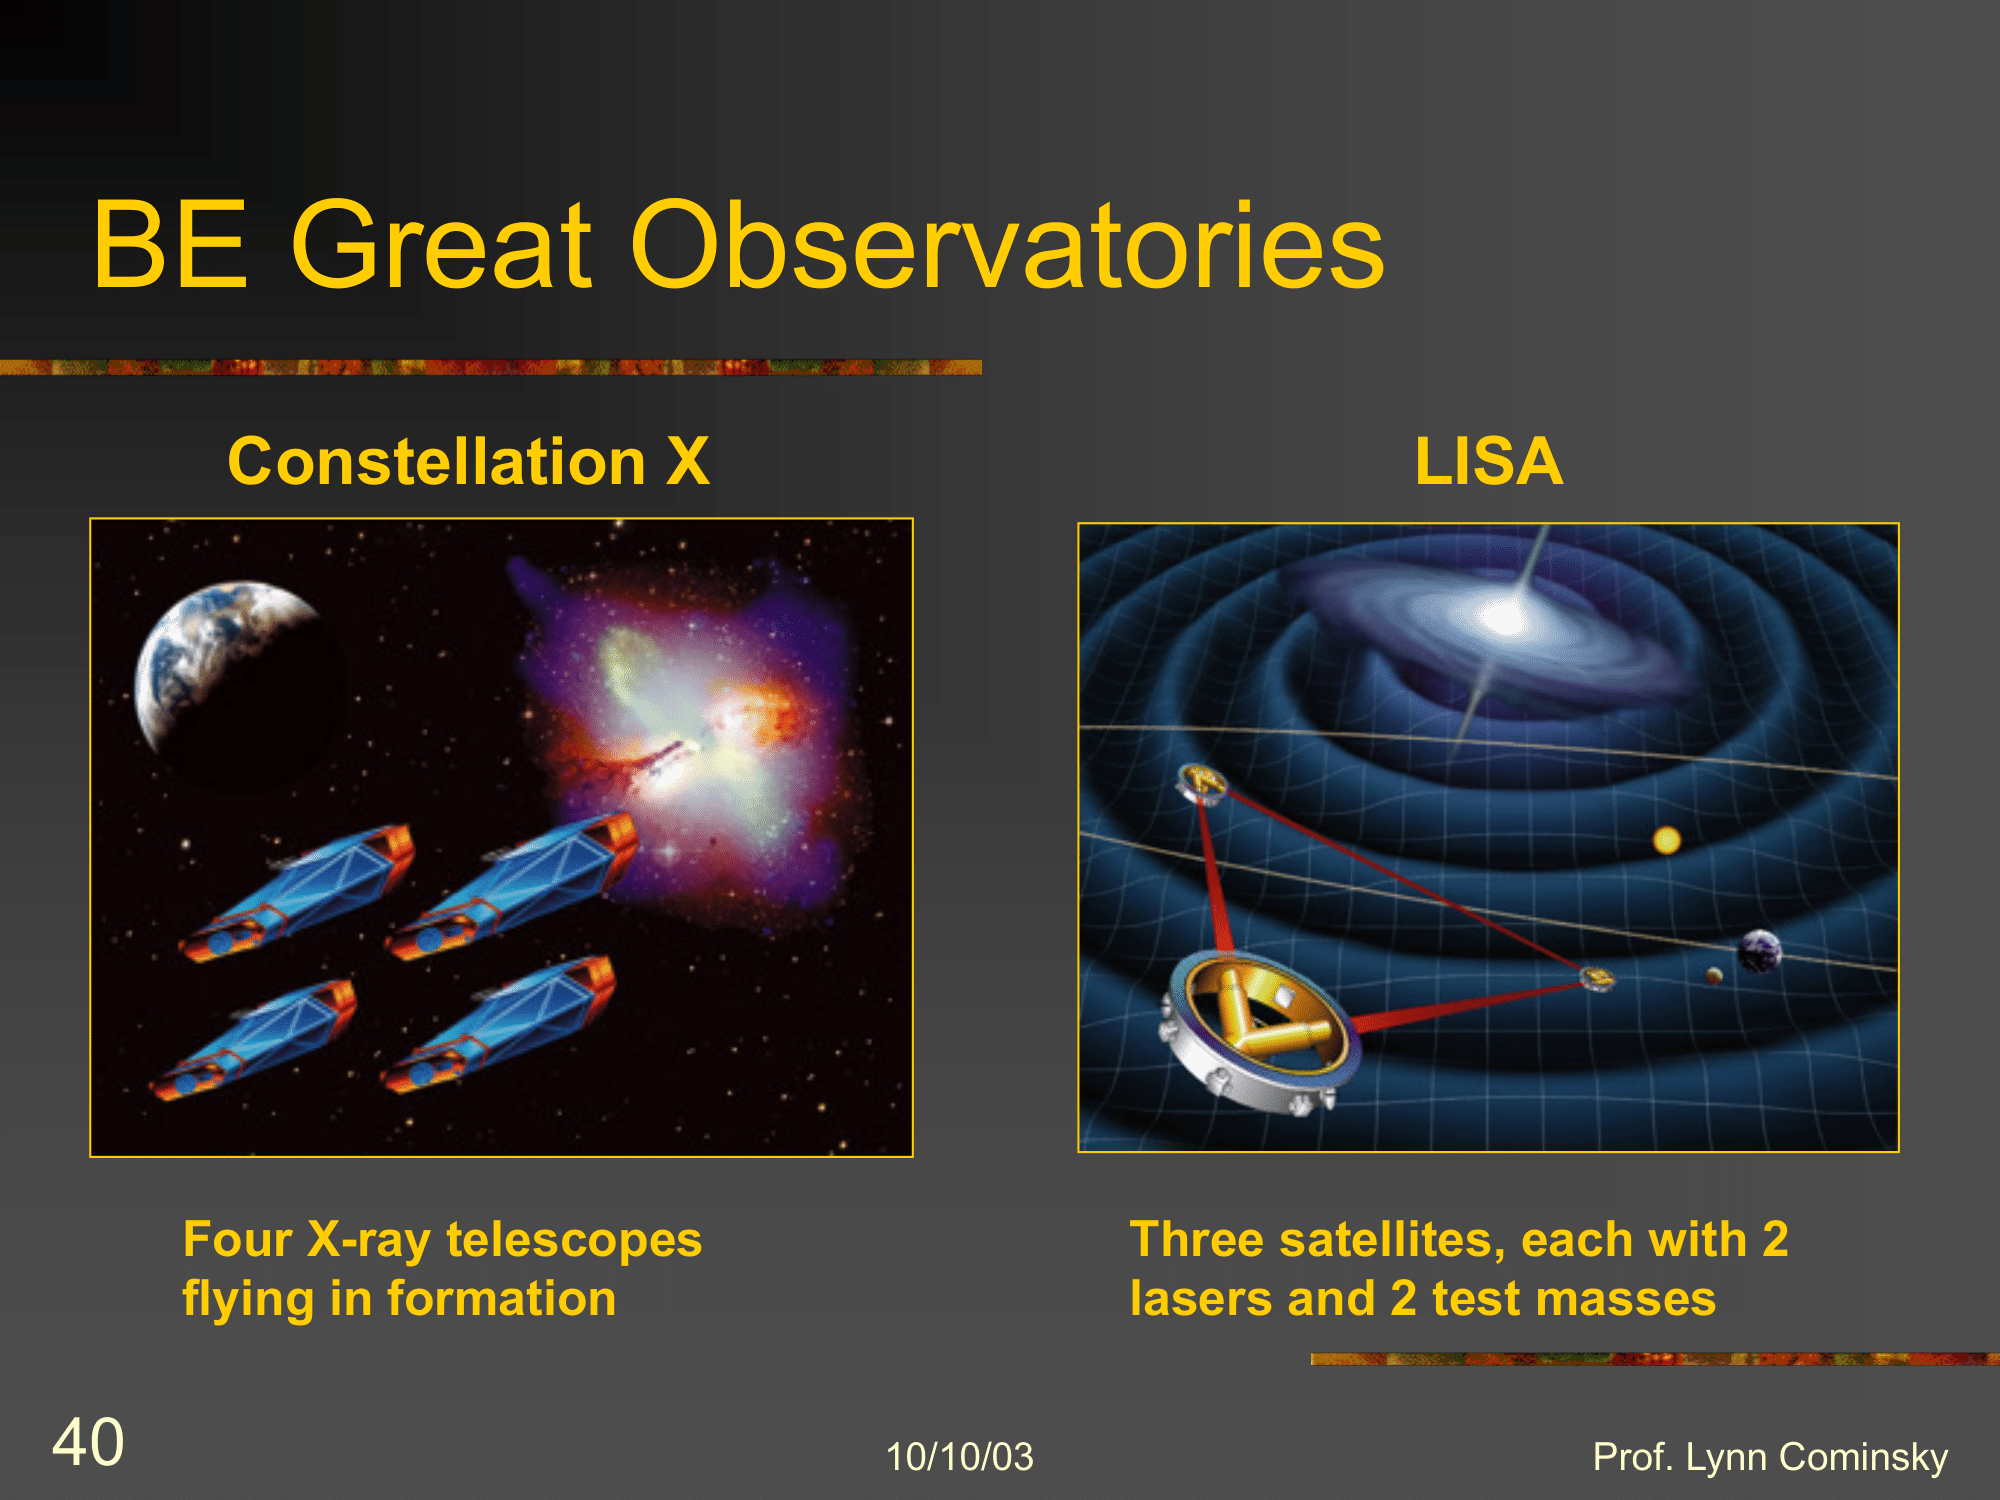 BE Great Observatories
Constellation X
LISA
Four X-ray telescopes
flying in formation
Three satellites, each with 2
lasers and 2 test masses
40
10/10/03
Prof. Lynn Cominsky